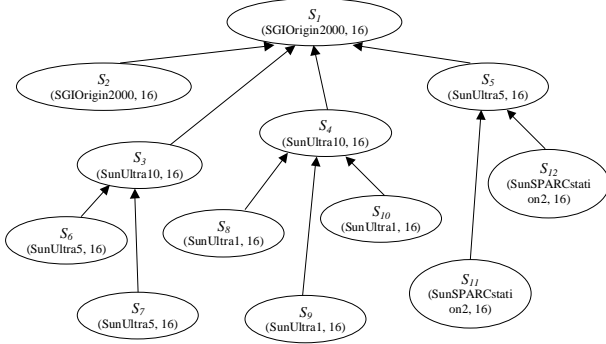 S1
(SGIOrigin2000, 16)
S2
(SGIOrigin2000, 16)
S5
(SunUltra5, 16)
S4
(SunUltra10, 16)
S3
(SunUltra10, 16)
S12
(SunSPARCstati
on2, 16)
S6
(SunUltra5, 16)
S8
(SunUltra1, 16)
S10
(SunUltra1, 16)
S11
(SunSPARCstati
on2, 16)
S7
(SunUltra5, 16)
S9
(SunUltra1, 16)